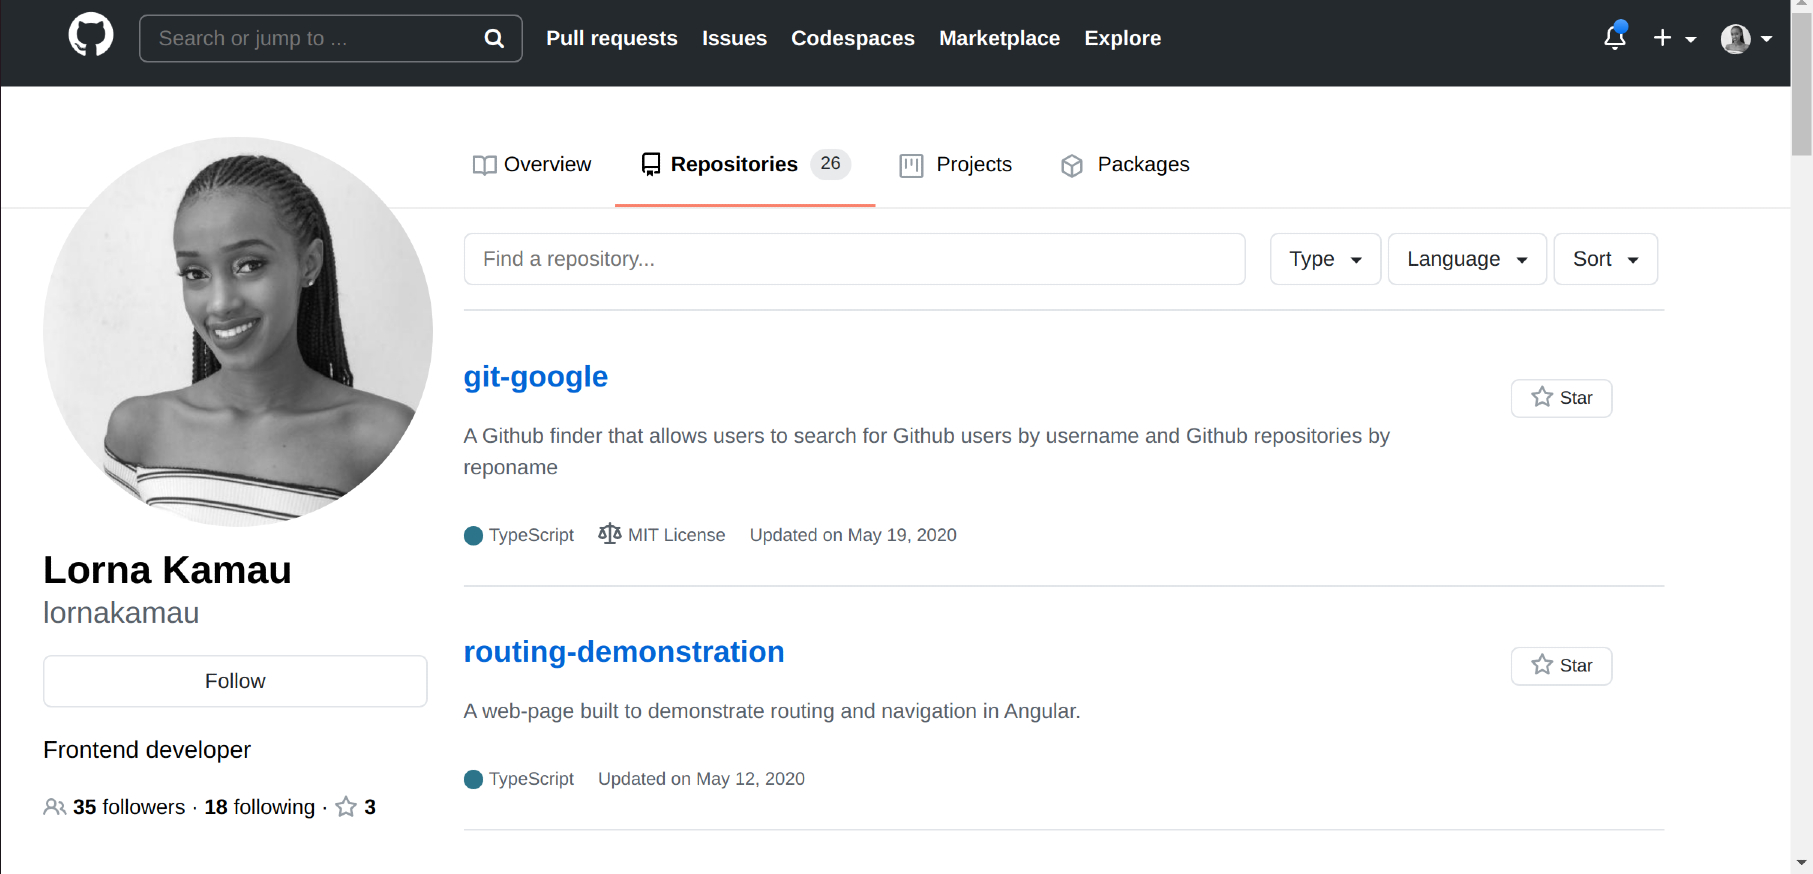 Search or jump to ...
Pull requests Issues Codespaces Marketplace Explore
Overview Repositories 26 Projects Packages
Find a repository... Type Language Sort
git-google
Star
A Github finder that allows users to search for Github users by username and Github repositories by
reponame
TypeScript MIT License Updated on May 19, 2020
Lorna Kamau
lornakamau
Follow
Frontend developer
35 followers · 18 following · 3
routing-demonstration
Star
A web-page built to demonstrate routing and navigation in Angular.
TypeScript Updated on May 12, 2020